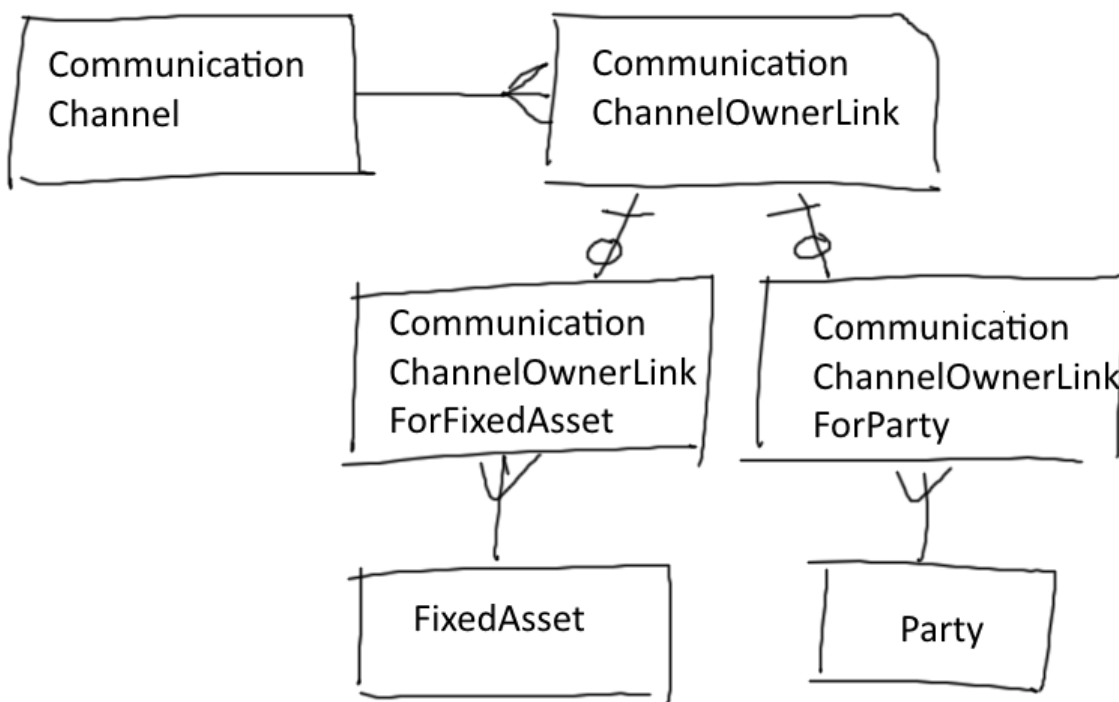 Communication
Channel
Communication
ChannelOwnerLink
Communication
ChannelOwnerLink
ForFixedAsset
Communication
ChannelOwnerLink
ForParty
FixedAsset
Party